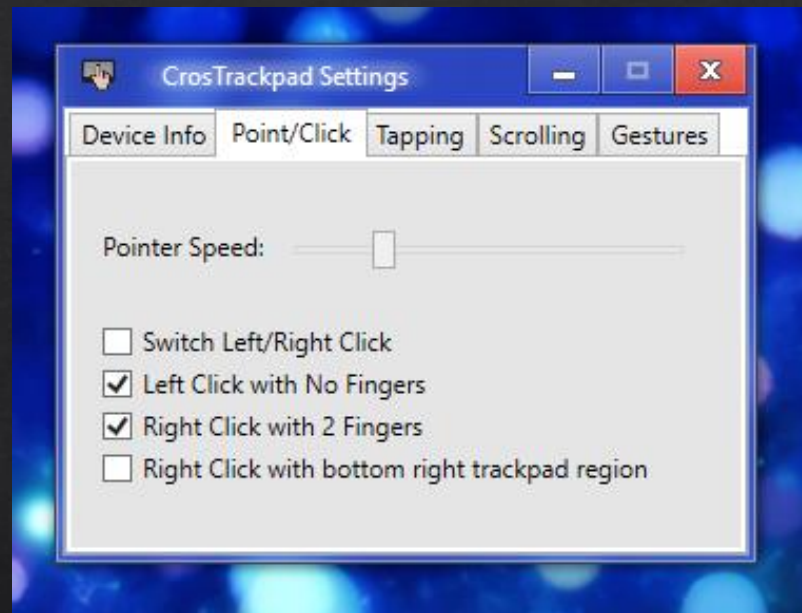 CrosTrackpad Settings
Device Info Point/Click Tapping Scrolling Gestures
Pointer Speed:
Switch Left/Right Click
Left Click with No Fingers
Right Click with 2 Fingers
Right Click with bottom right trackpad region